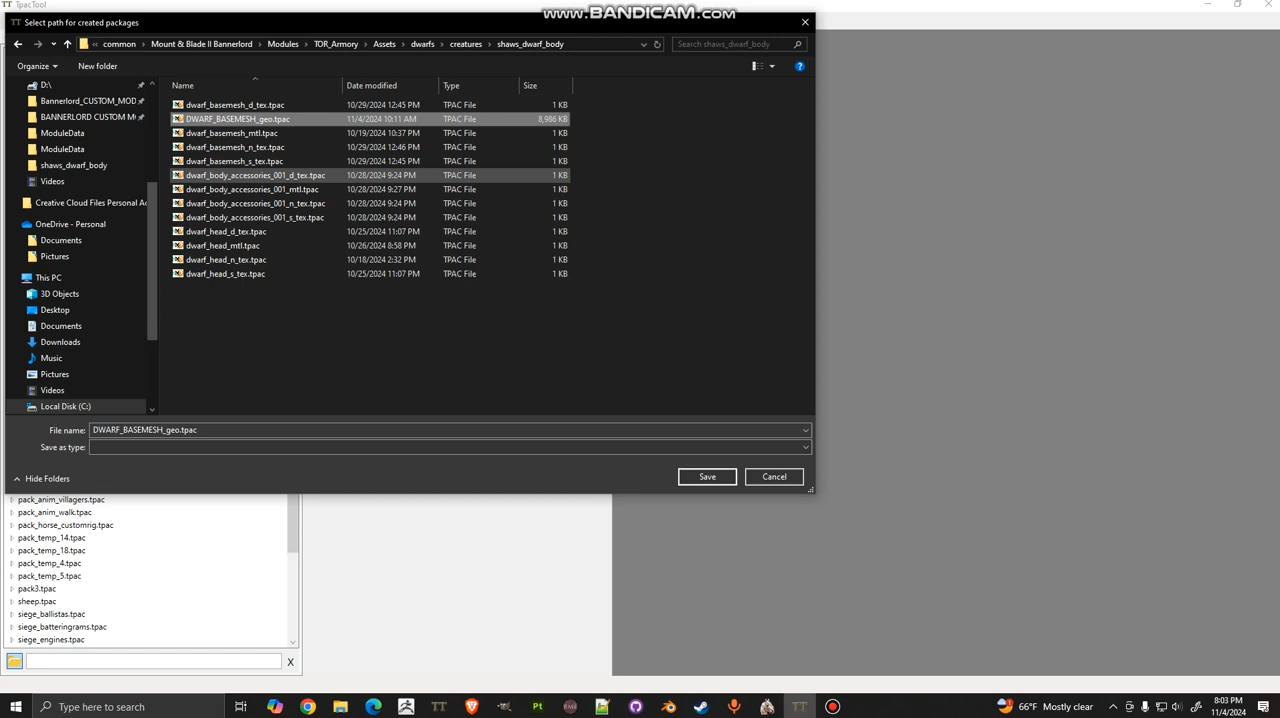 TpacTool
www.BANDICAM.com
Select path for created packages
« common > Mount & Blade II Bannerlord > Modules > TOR_Armory > Assets > dwarfs > creatures > shaws_dwarf_body
Search shaws_dwarf_body
Organize
New folder
Name
Date modified
Type
Size
D:\
Bannerlord_CUSTOM_MOD
BANNERLORD CUSTOM M
ModuleData
ModuleData
shaws_dwarf_body
Videos
Creative Cloud Files Personal Ac
OneDrive - Personal
Documents
Pictures
This PC
3D Objects
Desktop
Documents
Downloads
Music
Pictures
Videos
Local Disk (C:)
dwarf_basemesh_d_tex.tpac 10/29/2024 12:45 PM TPAC File 1 KB
DWARF_BASEMESH_geo.tpac 11/4/2024 10:11 AM TPAC File 8,986 KB
dwarf_basemesh_mtl.tpac 10/19/2024 10:37 PM TPAC File 1 KB
dwarf_basemesh_n_tex.tpac 10/29/2024 12:46 PM TPAC File 1 KB
dwarf_basemesh_s_tex.tpac 10/29/2024 12:45 PM TPAC File 1 KB
dwarf_body_accessories_001_d_tex.tpac 10/28/2024 9:24 PM TPAC File 1 KB
dwarf_body_accessories_001_mtl.tpac 10/28/2024 9:27 PM TPAC File 1 KB
dwarf_body_accessories_001_n_tex.tpac 10/28/2024 9:24 PM TPAC File 1 KB
dwarf_body_accessories_001_s_tex.tpac 10/28/2024 9:24 PM TPAC File 1 KB
dwarf_head_d_tex.tpac 10/25/2024 11:07 PM TPAC File 1 KB
dwarf_head_mtl.tpac 10/26/2024 8:58 PM TPAC File 1 KB
dwarf_head_n_tex.tpac 10/18/2024 2:32 PM TPAC File 1 KB
dwarf_head_s_tex.tpac 10/25/2024 11:07 PM TPAC File 1 KB
File name: DWARF_BASEMESH_geo.tpac
Save as type:
Hide Folders
Save
Cancel
pack_anim_villagers.tpac
pack_anim_walk.tpac
pack_horse_customrig.tpac
pack_temp_14.tpac
pack_temp_18.tpac
pack_temp_4.tpac
pack_temp_5.tpac
pack3.tpac
sheep.tpac
siege_ballistas.tpac
siege_batteringrams.tpac
siege_engines.tpac
X
Type here to search
66°F Mostly clear
8:03 PM
11/4/2024